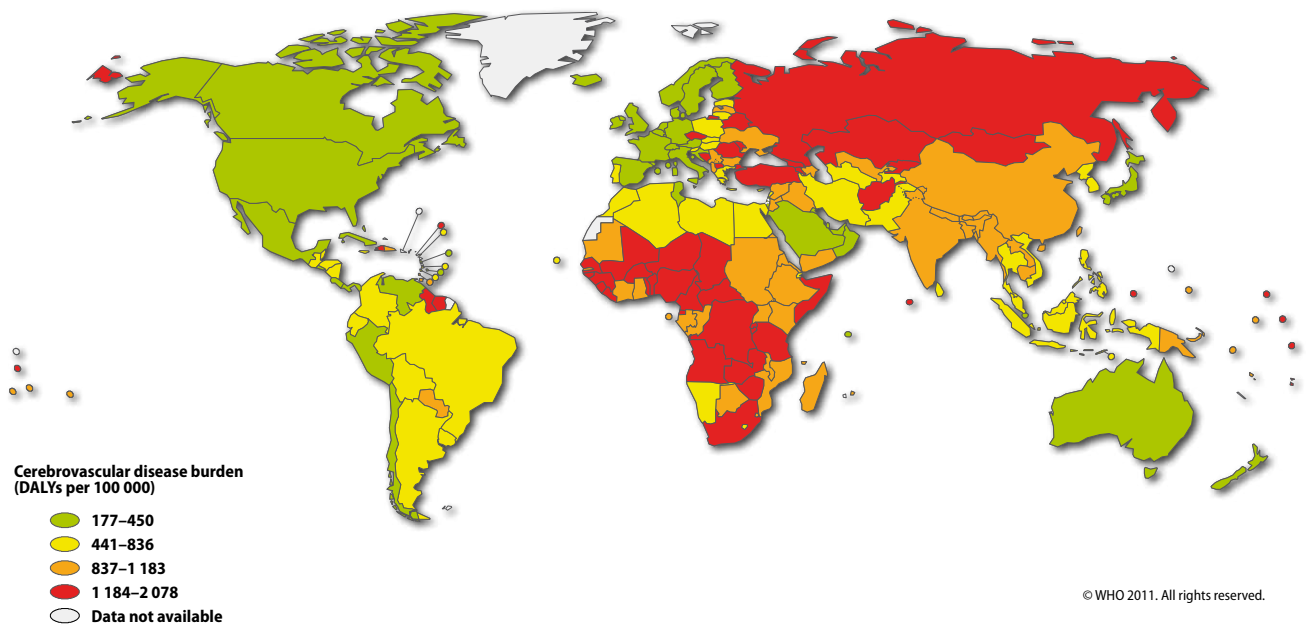 Cerebrovascular disease burden
(DALYs per 100 000)
177–450
441–836
837–1 183
1 184–2 078
Data not available
© WHO 2011. All rights reserved.